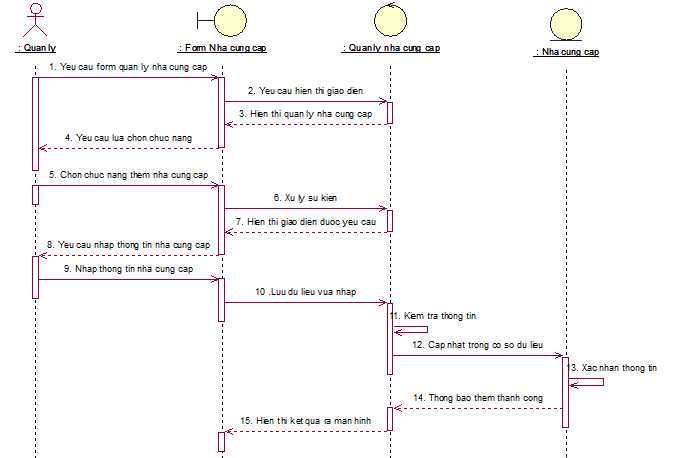 : Quan ly
: Form Nha cung cap
: Quan ly nha cung cap
: Nha cung cap
1. Yeu cau form quan ly nha cung cap
2. Yeu cau hien thi giao dien
3. Hien thi quan ly nha cung cap
4. Yeu cau lua chon chuc nang
5. Chon chuc nang them nha cung cap
6. Xu ly su kien
7. Hien thi giao dien duoc yeu cau
8. Yeu cau nhap thong tin nha cung cap
9. Nhap thong tin nha cung cap
10 .Luu du lieu vua nhap
11. Kiem tra thong tin
12. Cap nhat trong co so du lieu
13. Xac nhan thong tin
14. Thong bao them thanh cong
15. Hien thi ket qua ra man hinh